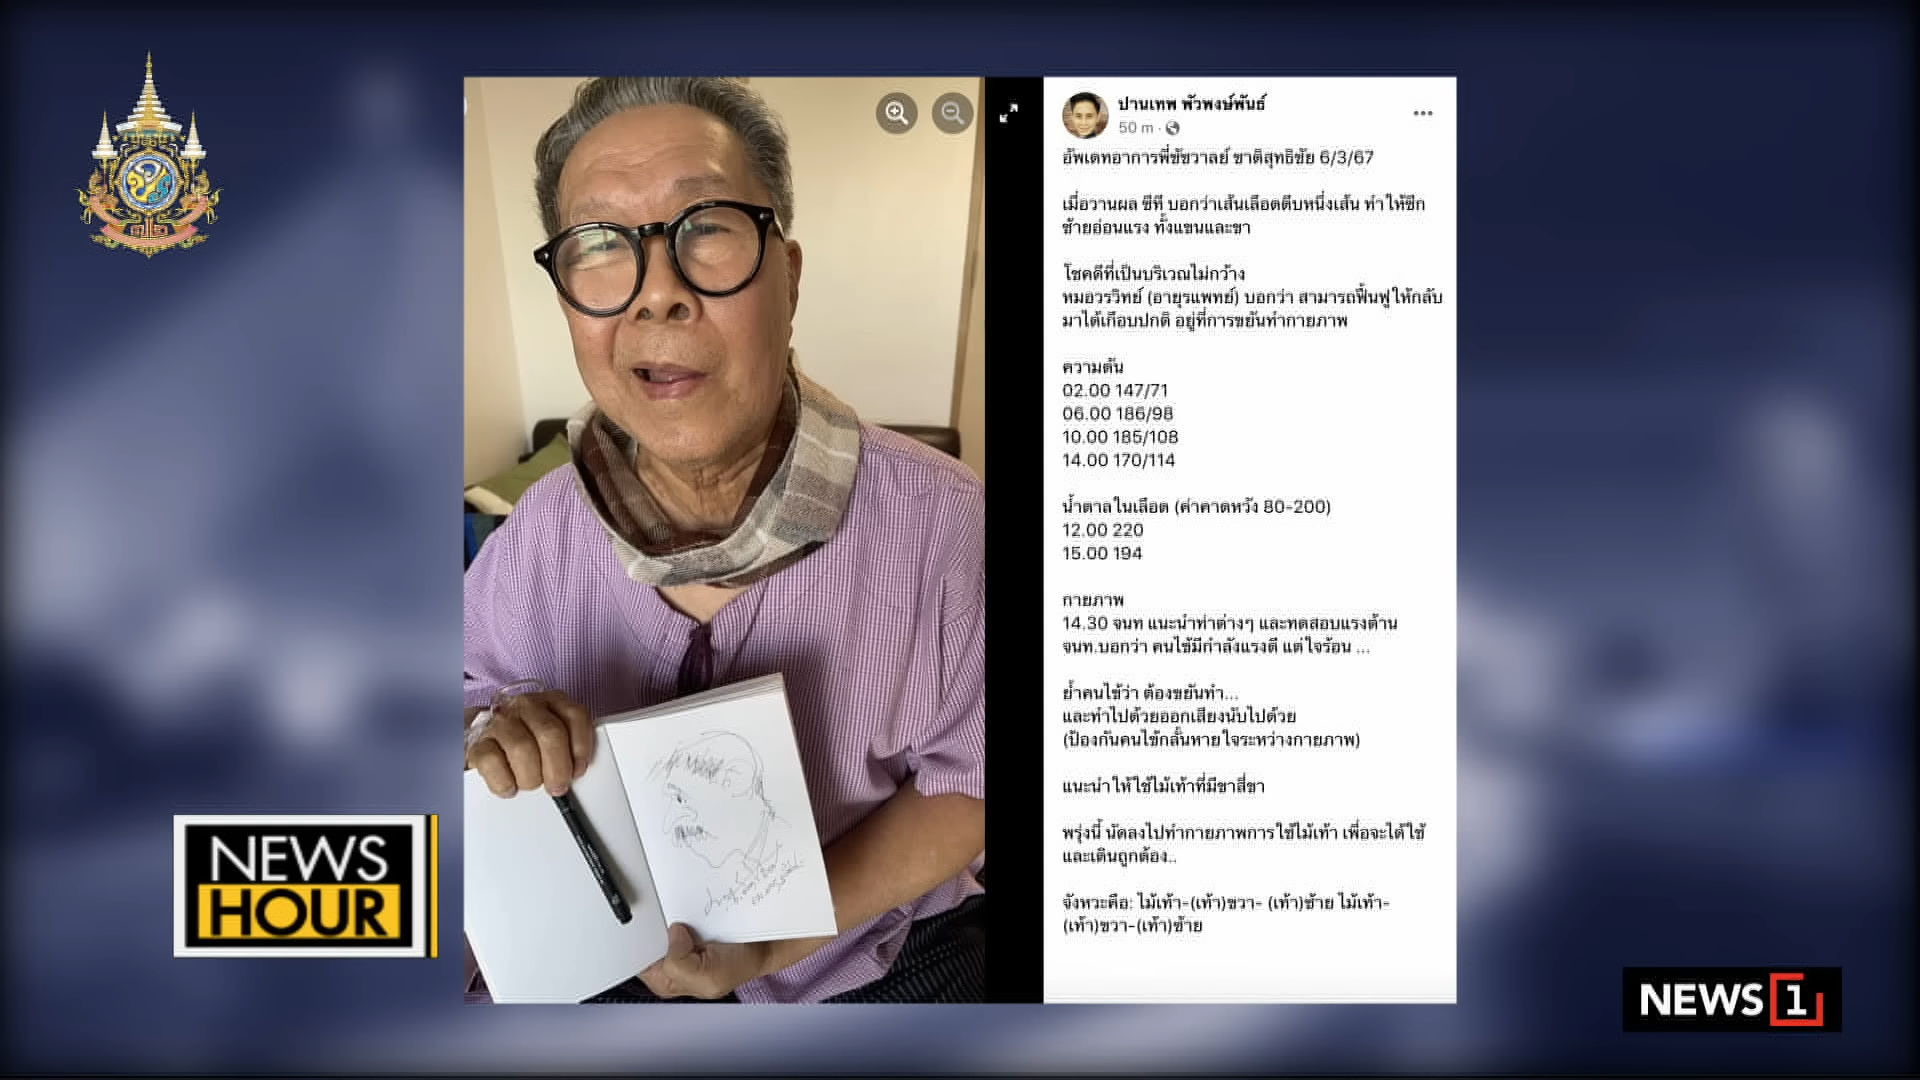 ปานเทพ พัวพงษ์พันธ์
50 m
อัพเดทอาการพี่ชัชวาลย์ ชาติสุทธิชัย 6/3/67
เมื่อวานผล ซีที บอกว่าเส้นเลือดตีบหนึ่งเส้น ทำให้ซีก
ซ้ายอ่อนแรง ทั้งแขนและขา
โชคดีที่เป็นบริเวณไม่กว้าง
หมอวรวิทย์ (อายุรแพทย์) บอกว่า สามารถฟื้นฟูให้กลับ
มาได้เกือบปกติ อยู่ที่การขยันทำกายภาพ
ความดัน
02.00 147/71
06.00 186/98
10.00 185/108
14.00 170/114
น้ำตาลในเลือด (ค่าคาดหวัง 80-200)
12.00 220
15.00 194
กายภาพ
14.30 จนท แนะนำท่าต่างๆ และทดสอบแรงต้าน
จนท.บอกว่า คนไข้มีกำลังแรงดี แต่ใจร้อน ...
ย้ำคนไข้ว่า ต้องขยันทำ...
และทำไปด้วยออกเสียงนับไปด้วย
(ป้องกันคนไข้กลั้นหายใจระหว่างกายภาพ)
แนะนำให้ใช้ไม้เท้าที่มีขาสี่ขา
พรุ่งนี้ นัดลงไปทำกายภาพการใช้ไม้เท้า เพื่อจะได้ใช้
และเดินถูกต้อง..
จังหวะคือ: ไม้เท้า-(เท้า)ขวา- (เท้า)ซ้าย ไม้เท้า-
(เท้า)ขวา-(เท้า)ซ้าย
NEWS
HOUR
NEWS 1